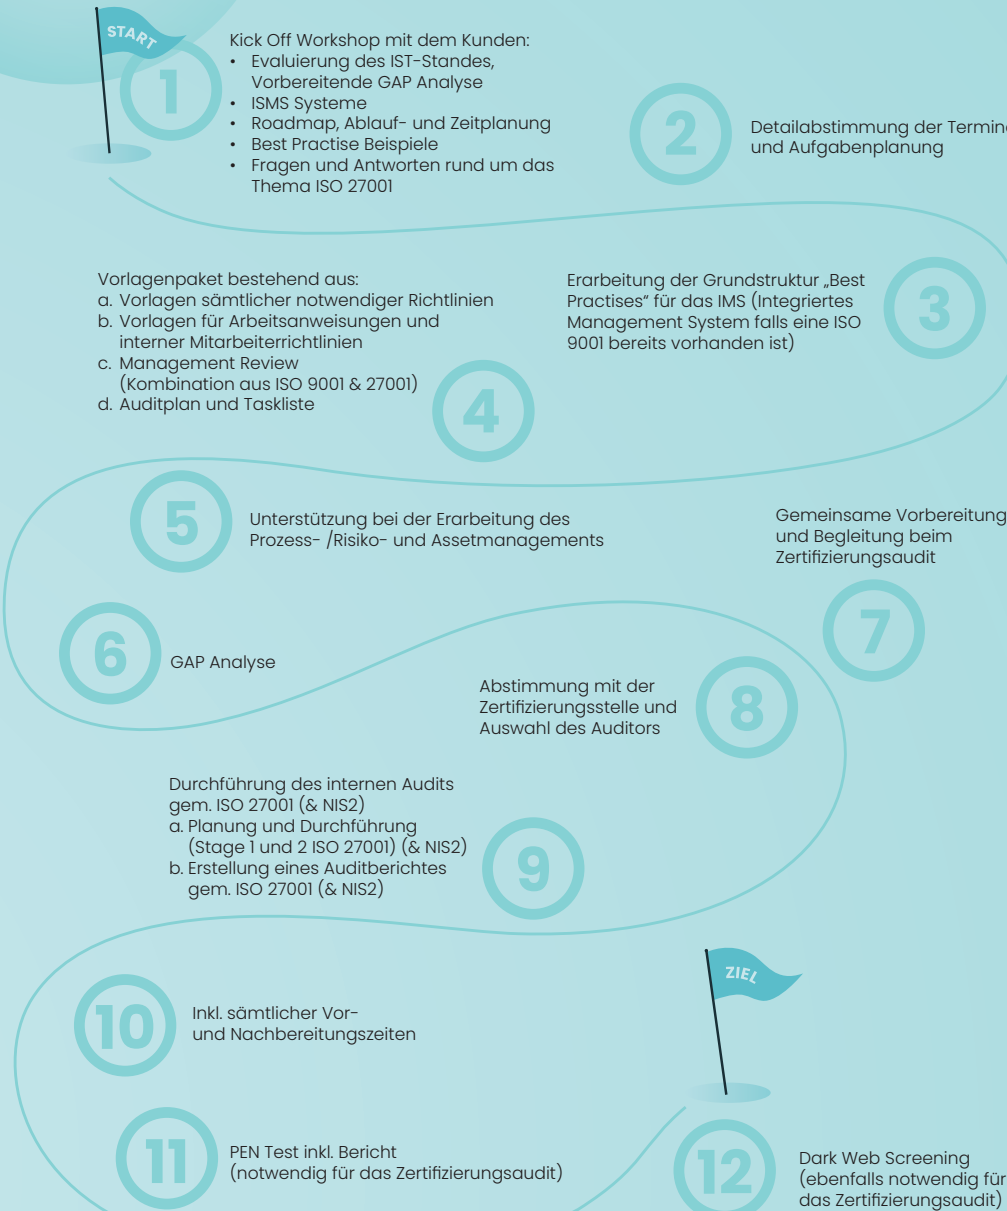 START
1
Kick Off Workshop mit dem Kunden:
• Evaluierung des IST-Standes,
Vorbereitende GAP Analyse
• ISMS Systeme
• Roadmap, Ablauf- und Zeitplanung
• Best Practise Beispiele
• Fragen und Antworten rund um das
Thema ISO 27001
2
Detailabstimmung der Termine
und Aufgabenplanung
3
Erarbeitung der Grundstruktur „Best
Practises“ für das IMS (Integriertes
Management System falls eine ISO
9001 bereits vorhanden ist)
4
Vorlagenpaket bestehend aus:
a. Vorlagen sämtlicher notwendiger Richtlinien
b. Vorlagen für Arbeitsanweisungen und
interner Mitarbeiterrichtlinien
c. Management Review
(Kombination aus ISO 9001 & 27001)
d. Auditplan und Taskliste
5
Unterstützung bei der Erarbeitung des
Prozess- /Risiko- und Assetmanagements
6
GAP Analyse
7
Gemeinsame Vorbereitung
und Begleitung beim
Zertifizierungsaudit
8
Abstimmung mit der
Zertifizierungsstelle und
Auswahl des Auditors
9
Durchführung des internen Audits
gem. ISO 27001 (& NIS2)
a. Planung und Durchführung
(Stage 1 und 2 ISO 27001) (& NIS2)
b. Erstellung eines Auditberichtes
gem. ISO 27001 (& NIS2)
10
Inkl. sämtlicher Vor-
und Nachbereitungszeiten
11
PEN Test inkl. Bericht
(notwendig für das Zertifizierungsaudit)
ZIEL
12
Dark Web Screening
(ebenfalls notwendig für
das Zertifizierungsaudit)